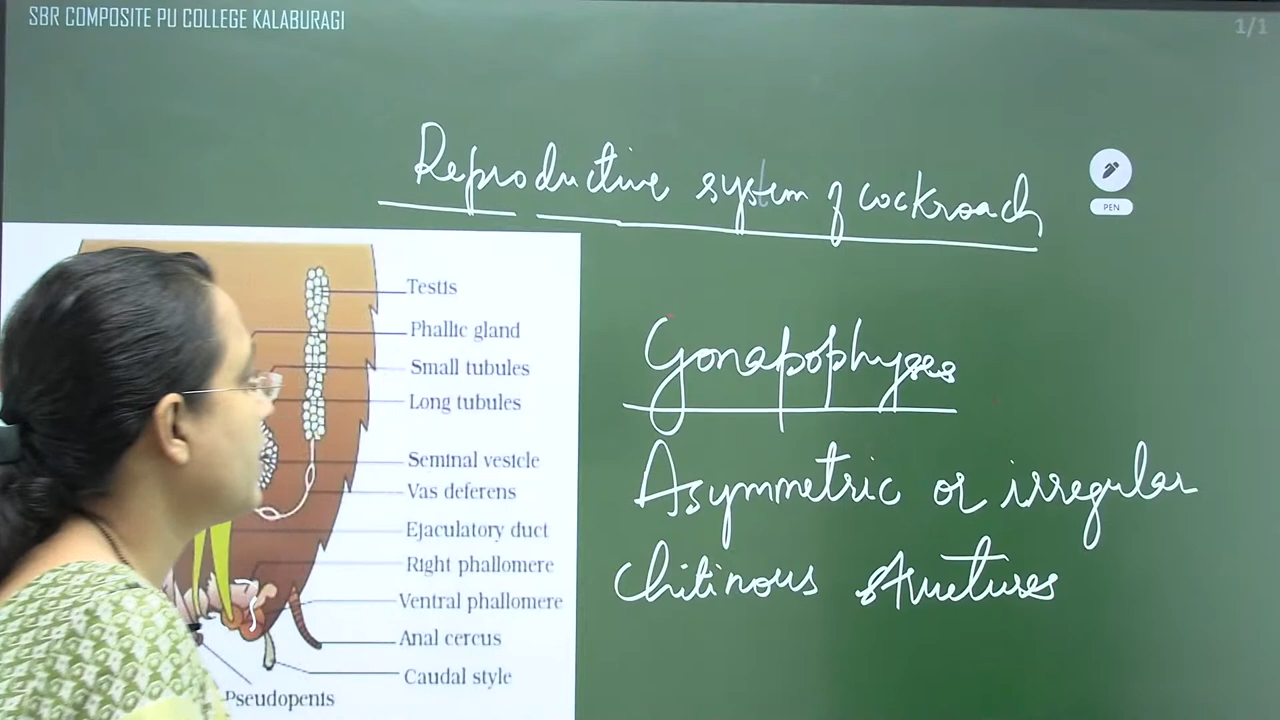 SBR COMPOSITE PU COLLEGE KALABURAGI
1/1
Reproductive system of cockroach
PEN
Testis
Phallic gland
Small tubules
Long tubules
Seminal vesicle
Vas deferens
Ejaculatory duct
Right phallomere
Ventral phallomere
Anal cercus
Caudal style
Pseudopenis
Gonapophyses
Asymmetric or irregular
chitinous structures